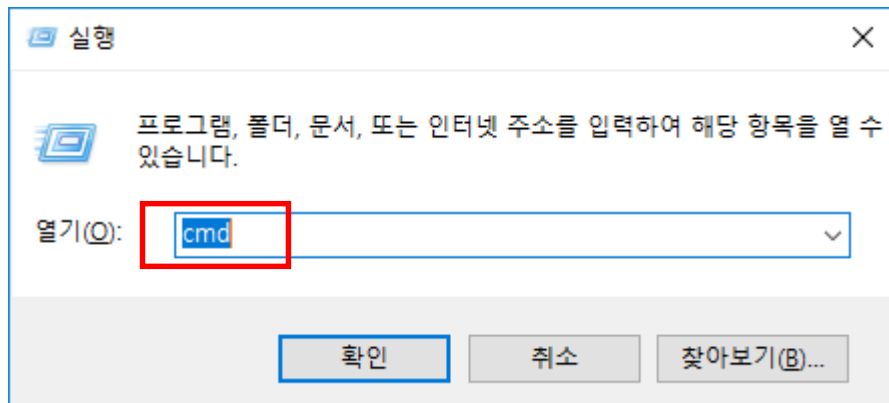 실행
프로그램, 폴더, 문서, 또는 인터넷 주소를 입력하여 해당 항목을 열 수
있습니다.
열기(O): cmd
확인 취소 찾아보기(B)...